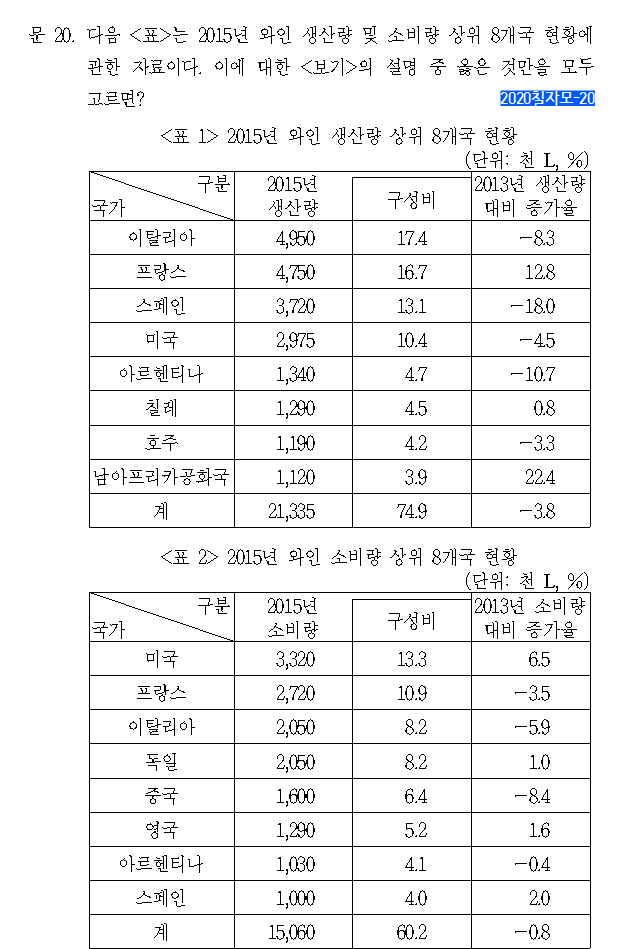 문 20. 다음 <표>는 2015년 와인 생산량 및 소비량 상위 8개국 현황에
관한 자료이다. 이에 대한 <보기>의 설명 중 옳은 것만을 모두
고르면?
2020침자모-20
<표 1> 2015년 와인 생산량 상위 8개국 현황
(단위: 천 L, %)
구분 국가 2015년 생산량 구성비 2013년 생산량 대비 증가율
이탈리아 4,950 17.4 −8.3
프랑스 4,750 16.7 12.8
스페인 3,720 13.1 −18.0
미국 2,975 10.4 −4.5
아르헨티나 1,340 4.7 −10.7
칠레 1,290 4.5 0.8
호주 1,190 4.2 −3.3
남아프리카공화국 1,120 3.9 22.4
계 21,335 74.9 −3.8
<표 2> 2015년 와인 소비량 상위 8개국 현황
(단위: 천 L, %)
구분 국가 2015년 소비량 구성비 2013년 소비량 대비 증가율
미국 3,320 13.3 6.5
프랑스 2,720 10.9 −3.5
이탈리아 2,050 8.2 −5.9
독일 2,050 8.2 1.0
중국 1,600 6.4 −8.4
영국 1,290 5.2 1.6
아르헨티나 1,030 4.1 −0.4
스페인 1,000 4.0 2.0
계 15,060 60.2 −0.8